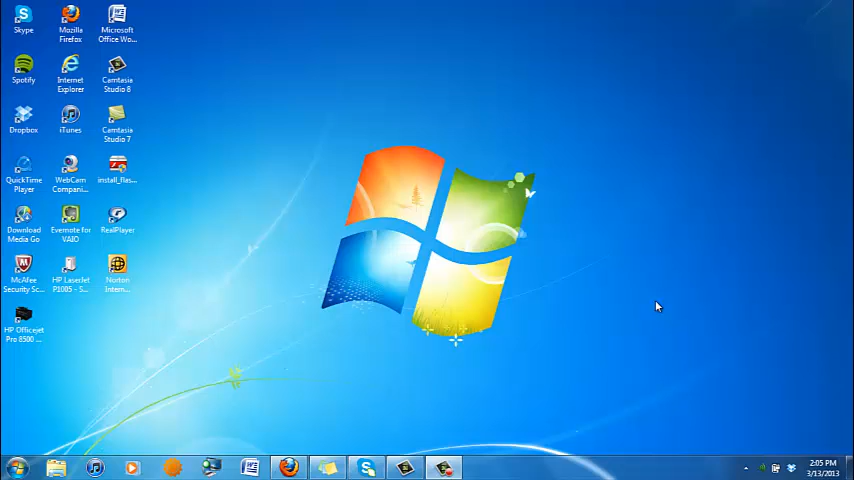 Skype
Mozilla
Firefox
Microsoft
Office Wo...
Spotify
Internet
Explorer
Camtasia
Studio 8
Dropbox
iTunes
Camtasia
Studio 7
QuickTime
Player
WebCam
Compani...
install_flas...
Download
Media Go
Evernote for
VAIO
RealPlayer
McAfee
Security Sc...
HP LaserJet
P1005 - S...
Norton
Intern...
HP Officejet
Pro 8500 ...
2:05 PM
3/13/2013